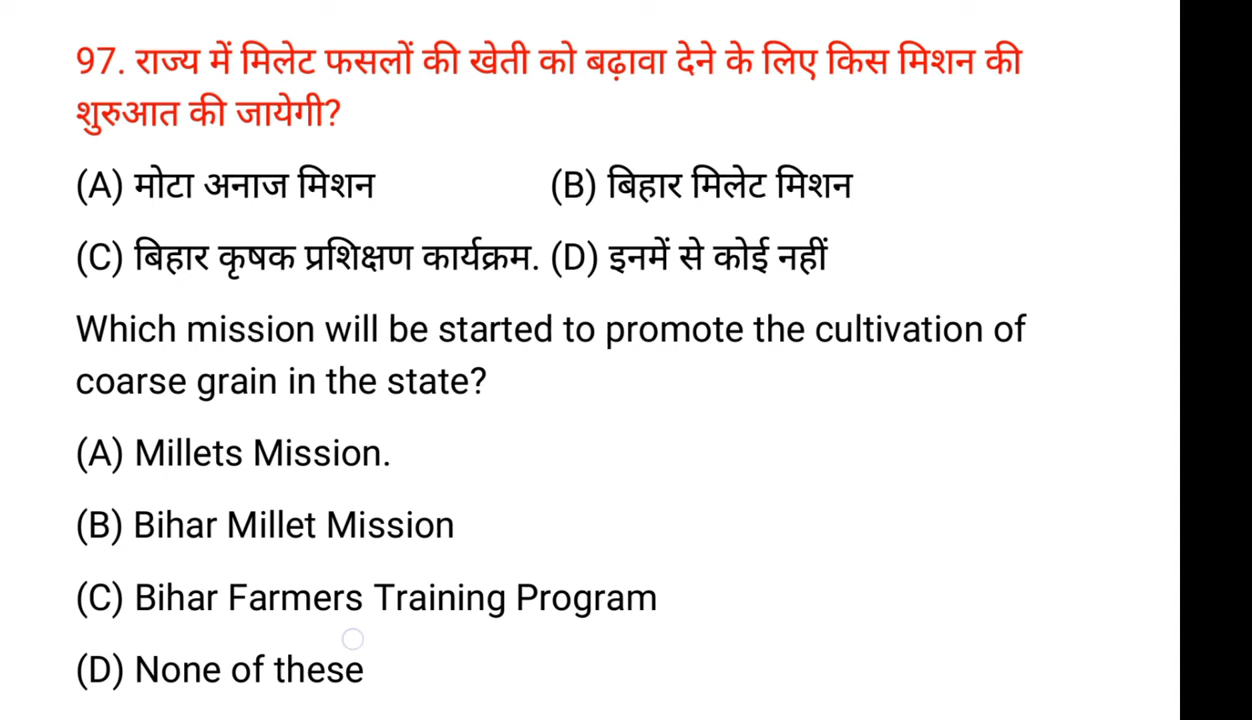 97. राज्य में मिलेट फसलों की खेती को बढ़ावा देने के लिए किस मिशन की
शुरुआत की जायेगी?
(A) मोटा अनाज मिशन (B) बिहार मिलेट मिशन
(C) बिहार कृषक प्रशिक्षण कार्यक्रम. (D) इनमें से कोई नहीं
Which mission will be started to promote the cultivation of
coarse grain in the state?
(A) Millets Mission.
(B) Bihar Millet Mission
(C) Bihar Farmers Training Program
(D) None of these